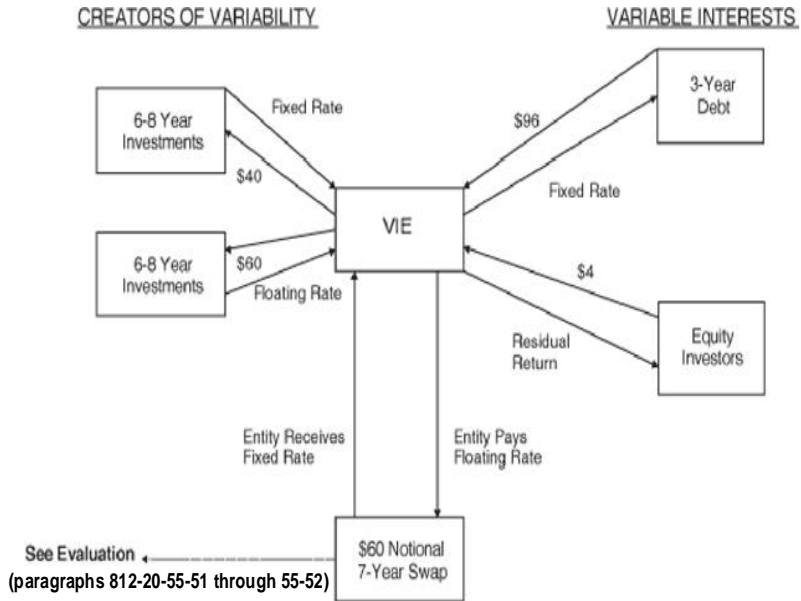 CREATORS OF VARIABILITY
VARIABLE INTERESTS
6-8 Year
Investments
Fixed Rate
$40
$96
3-Year
Debt
Fixed Rate
VIE
6-8 Year
Investments
$60
Floating Rate
$4
Residual
Return
Equity
Investors
Entity Receives
Fixed Rate
Entity Pays
Floating Rate
$60 Notional
7-Year Swap
See Evaluation
(paragraphs 812-20-55-51 through 55-52)